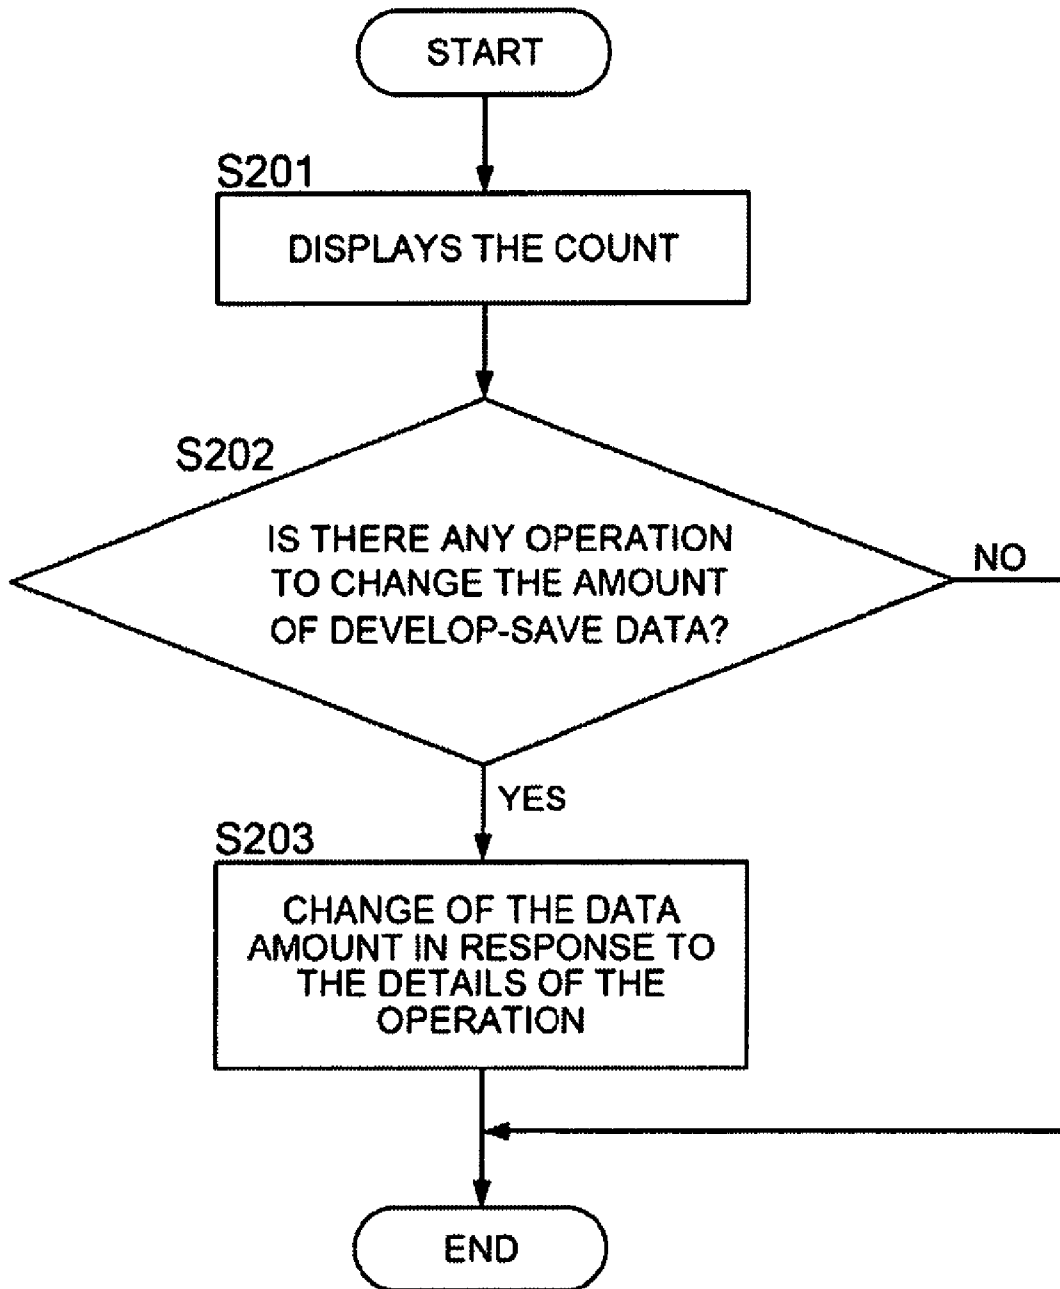 START
S201
DISPLAYS THE COUNT
S202
IS THERE ANY OPERATION
TO CHANGE THE AMOUNT
OF DEVELOP-SAVE DATA?
NO
YES
S203
CHANGE OF THE DATA
AMOUNT IN RESPONSE TO
THE DETAILS OF THE
OPERATION
END